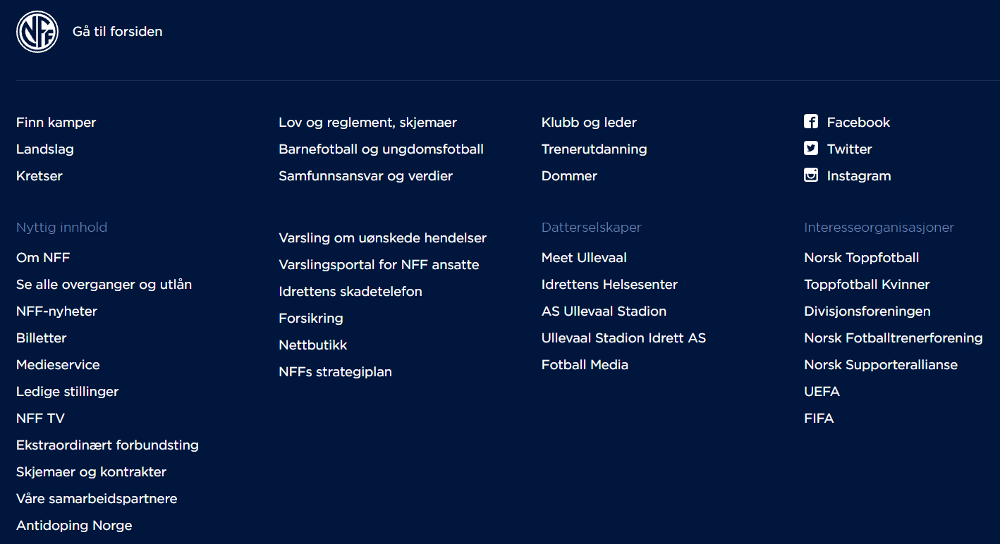 NFF
Gå til forsiden
Finn kamper
Landslag
Kretser
Lov og reglement, skjemaer
Barnefotball og ungdomsfotball
Samfunnsansvar og verdier
Klubb og leder
Trenerutdanning
Dommer
Facebook
Twitter
Instagram
Nyttig innhold
Om NFF
Se alle overganger og utlån
NFF-nyheter
Billetter
Medieservice
Ledige stillinger
NFF TV
Ekstraordinært forbundsting
Skjemaer og kontrakter
Våre samarbeidspartnere
Antidoping Norge
Varsling om uønskede hendelser
Varslingsportal for NFF ansatte
Idrettens skadetelefon
Forsikring
Nettbutikk
NFFs strategiplan
Datterselskaper
Meet Ullevaal
Idrettens Helsesenter
AS Ullevaal Stadion
Ullevaal Stadion Idrett AS
Fotball Media
Interesseorganisasjoner
Norsk Toppfotball
Toppfotball Kvinner
Divisjonsforeningen
Norsk Fotballtrenerforening
Norsk Supporterallianse
UEFA
FIFA